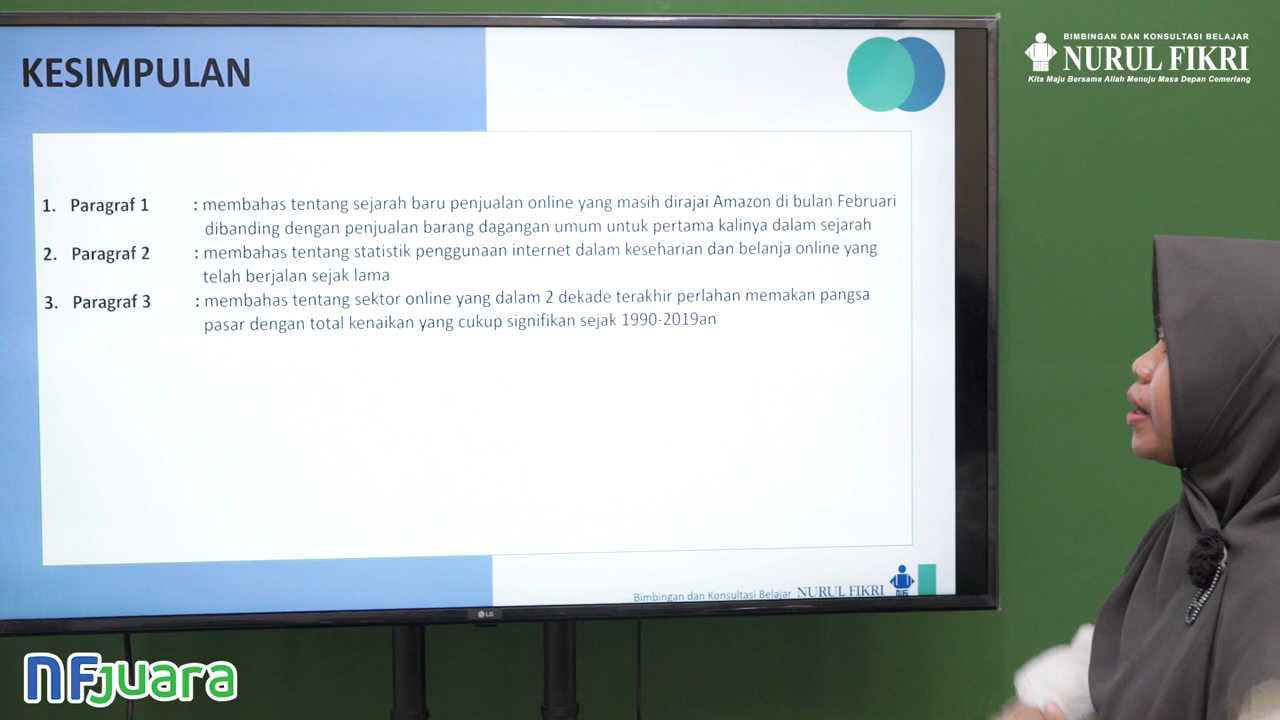 KESIMPULAN
BIMBINGAN DAN KONSULTASI BELAJAR
NURUL FIKRI
Kita Maju Bersama Allah Menuju Masa Depan Cemerlang
1. Paragraf 1 : membahas tentang sejarah baru penjualan online yang masih dirajai Amazon di bulan Februari
dibanding dengan penjualan barang dagangan umum untuk pertama kalinya dalam sejarah
2. Paragraf 2 : membahas tentang statistik penggunaan internet dalam keseharian dan belanja online yang
telah berjalan sejak lama
3. Paragraf 3 : membahas tentang sektor online yang dalam 2 dekade terakhir perlahan memakan pangsa
pasar dengan total kenaikan yang cukup signifikan sejak 1990-2019an
Bimbingan dan Konsultasi Belajar NURUL FIKRI
NF
LG
NFjuara